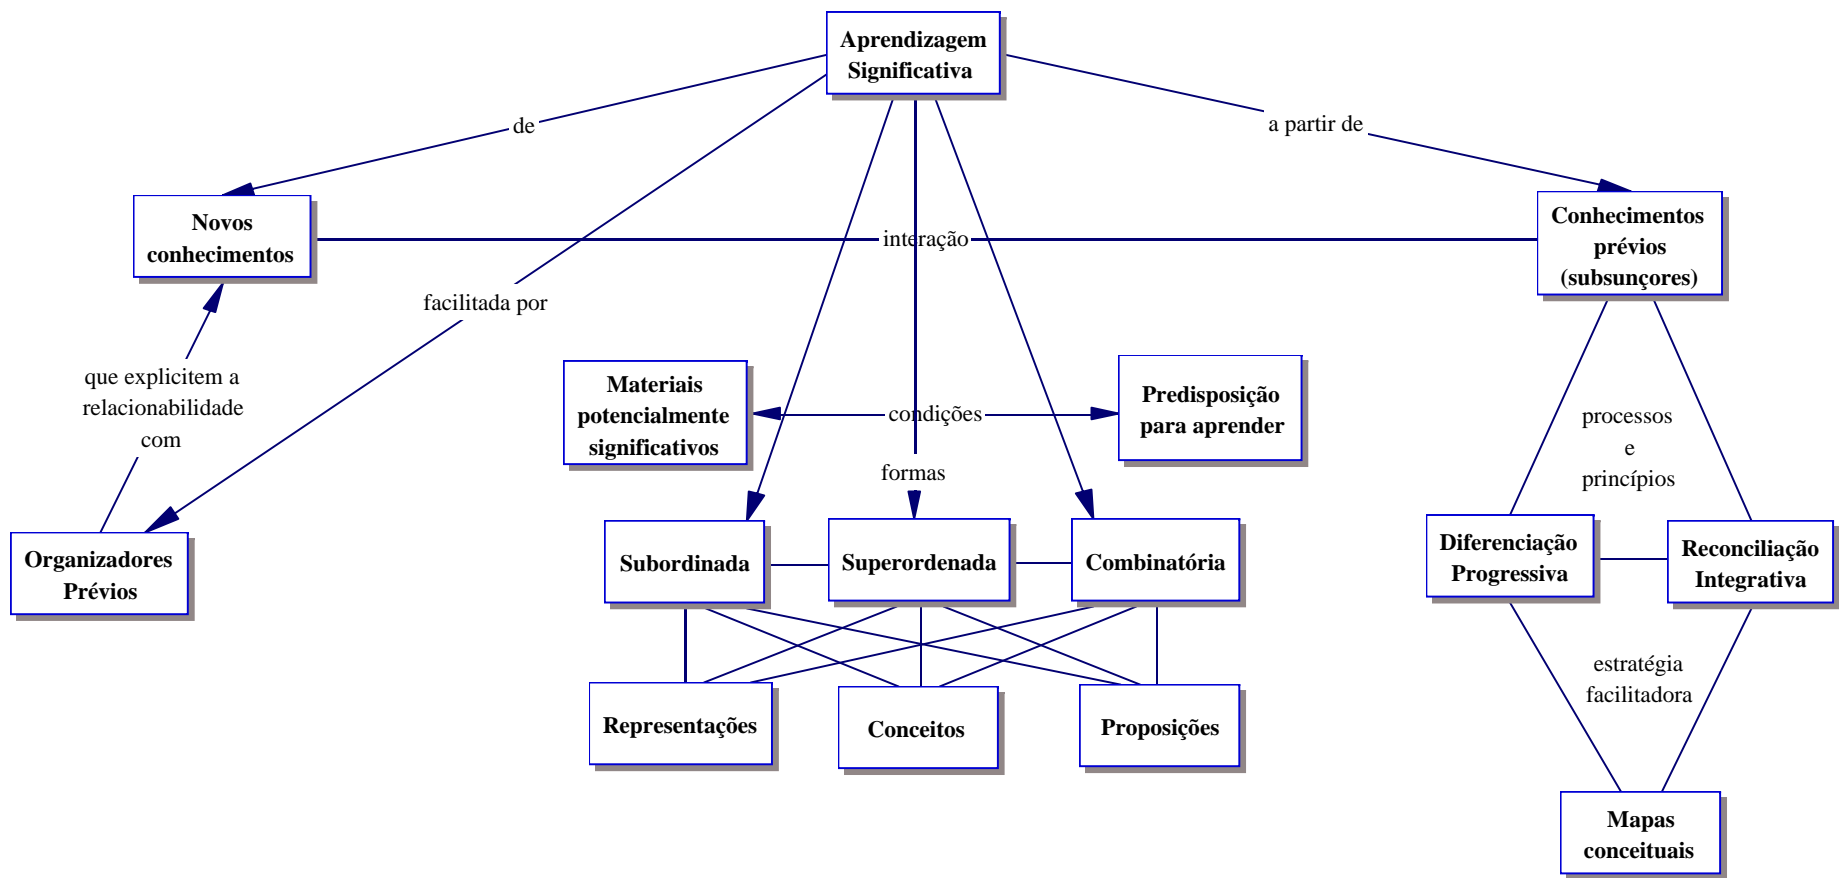 Aprendizagem
Significativa
de
a partir de
Novos
conhecimentos
interação
Conhecimentos
prévios
(subsunçores)
facilitada por
que explicitem a
relacionabilidade
com
Materiais
potencialmente
significativos
condições
Predisposição
para aprender
processos
e
princípios
formas
Organizadores
Prévios
Subordinada
Superordenada
Combinatória
Diferenciação
Progressiva
Reconciliação
Integrativa
estratégia
facilitadora
Representações
Conceitos
Proposições
Mapas
conceituais